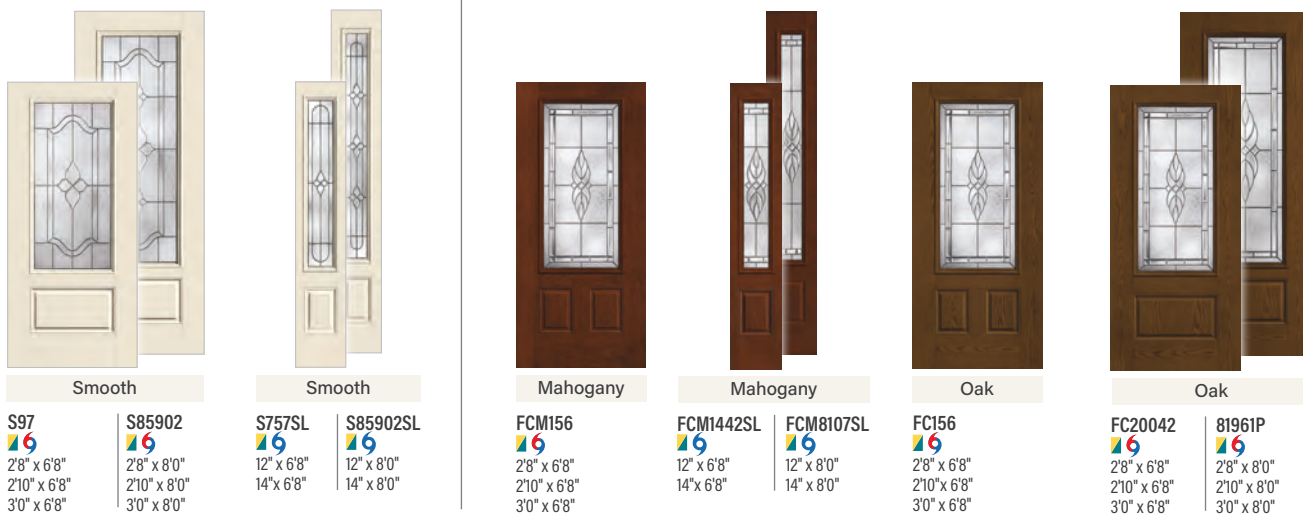 Smooth
S97
2'8" x 6'8"
2'10" x 6'8"
3'0" x 6'8"
S85902
2'8" x 8'0"
2'10" x 8'0"
3'0" x 8'0"
Smooth
S757SL
12" x 6'8"
14"x 6'8"
S85902SL
12" x 8'0"
14" x 8'0"
Mahogany
FCM156
2'8" x 6'8"
2'10" x 6'8"
3'0" x 6'8"
Mahogany
FCM1442SL
12" x 6'8"
14"x 6'8"
FCM8107SL
12" x 8'0"
14" x 8'0"
Oak
FC156
2'8" x 6'8"
2'10"x 6'8"
3'0" x 6'8"
Oak
FC20042
2'8" x 6'8"
2'10" x 6'8"
3'0" x 6'8"
81961P
2'8" x 8'0"
2'10" x 8'0"
3'0" x 8'0"